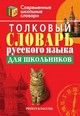 Современные
школьные
словари
ТОЛКОВЫЙ
СЛОВАРЬ
русского языка
ДЛЯ ШКОЛЬНИКОВ